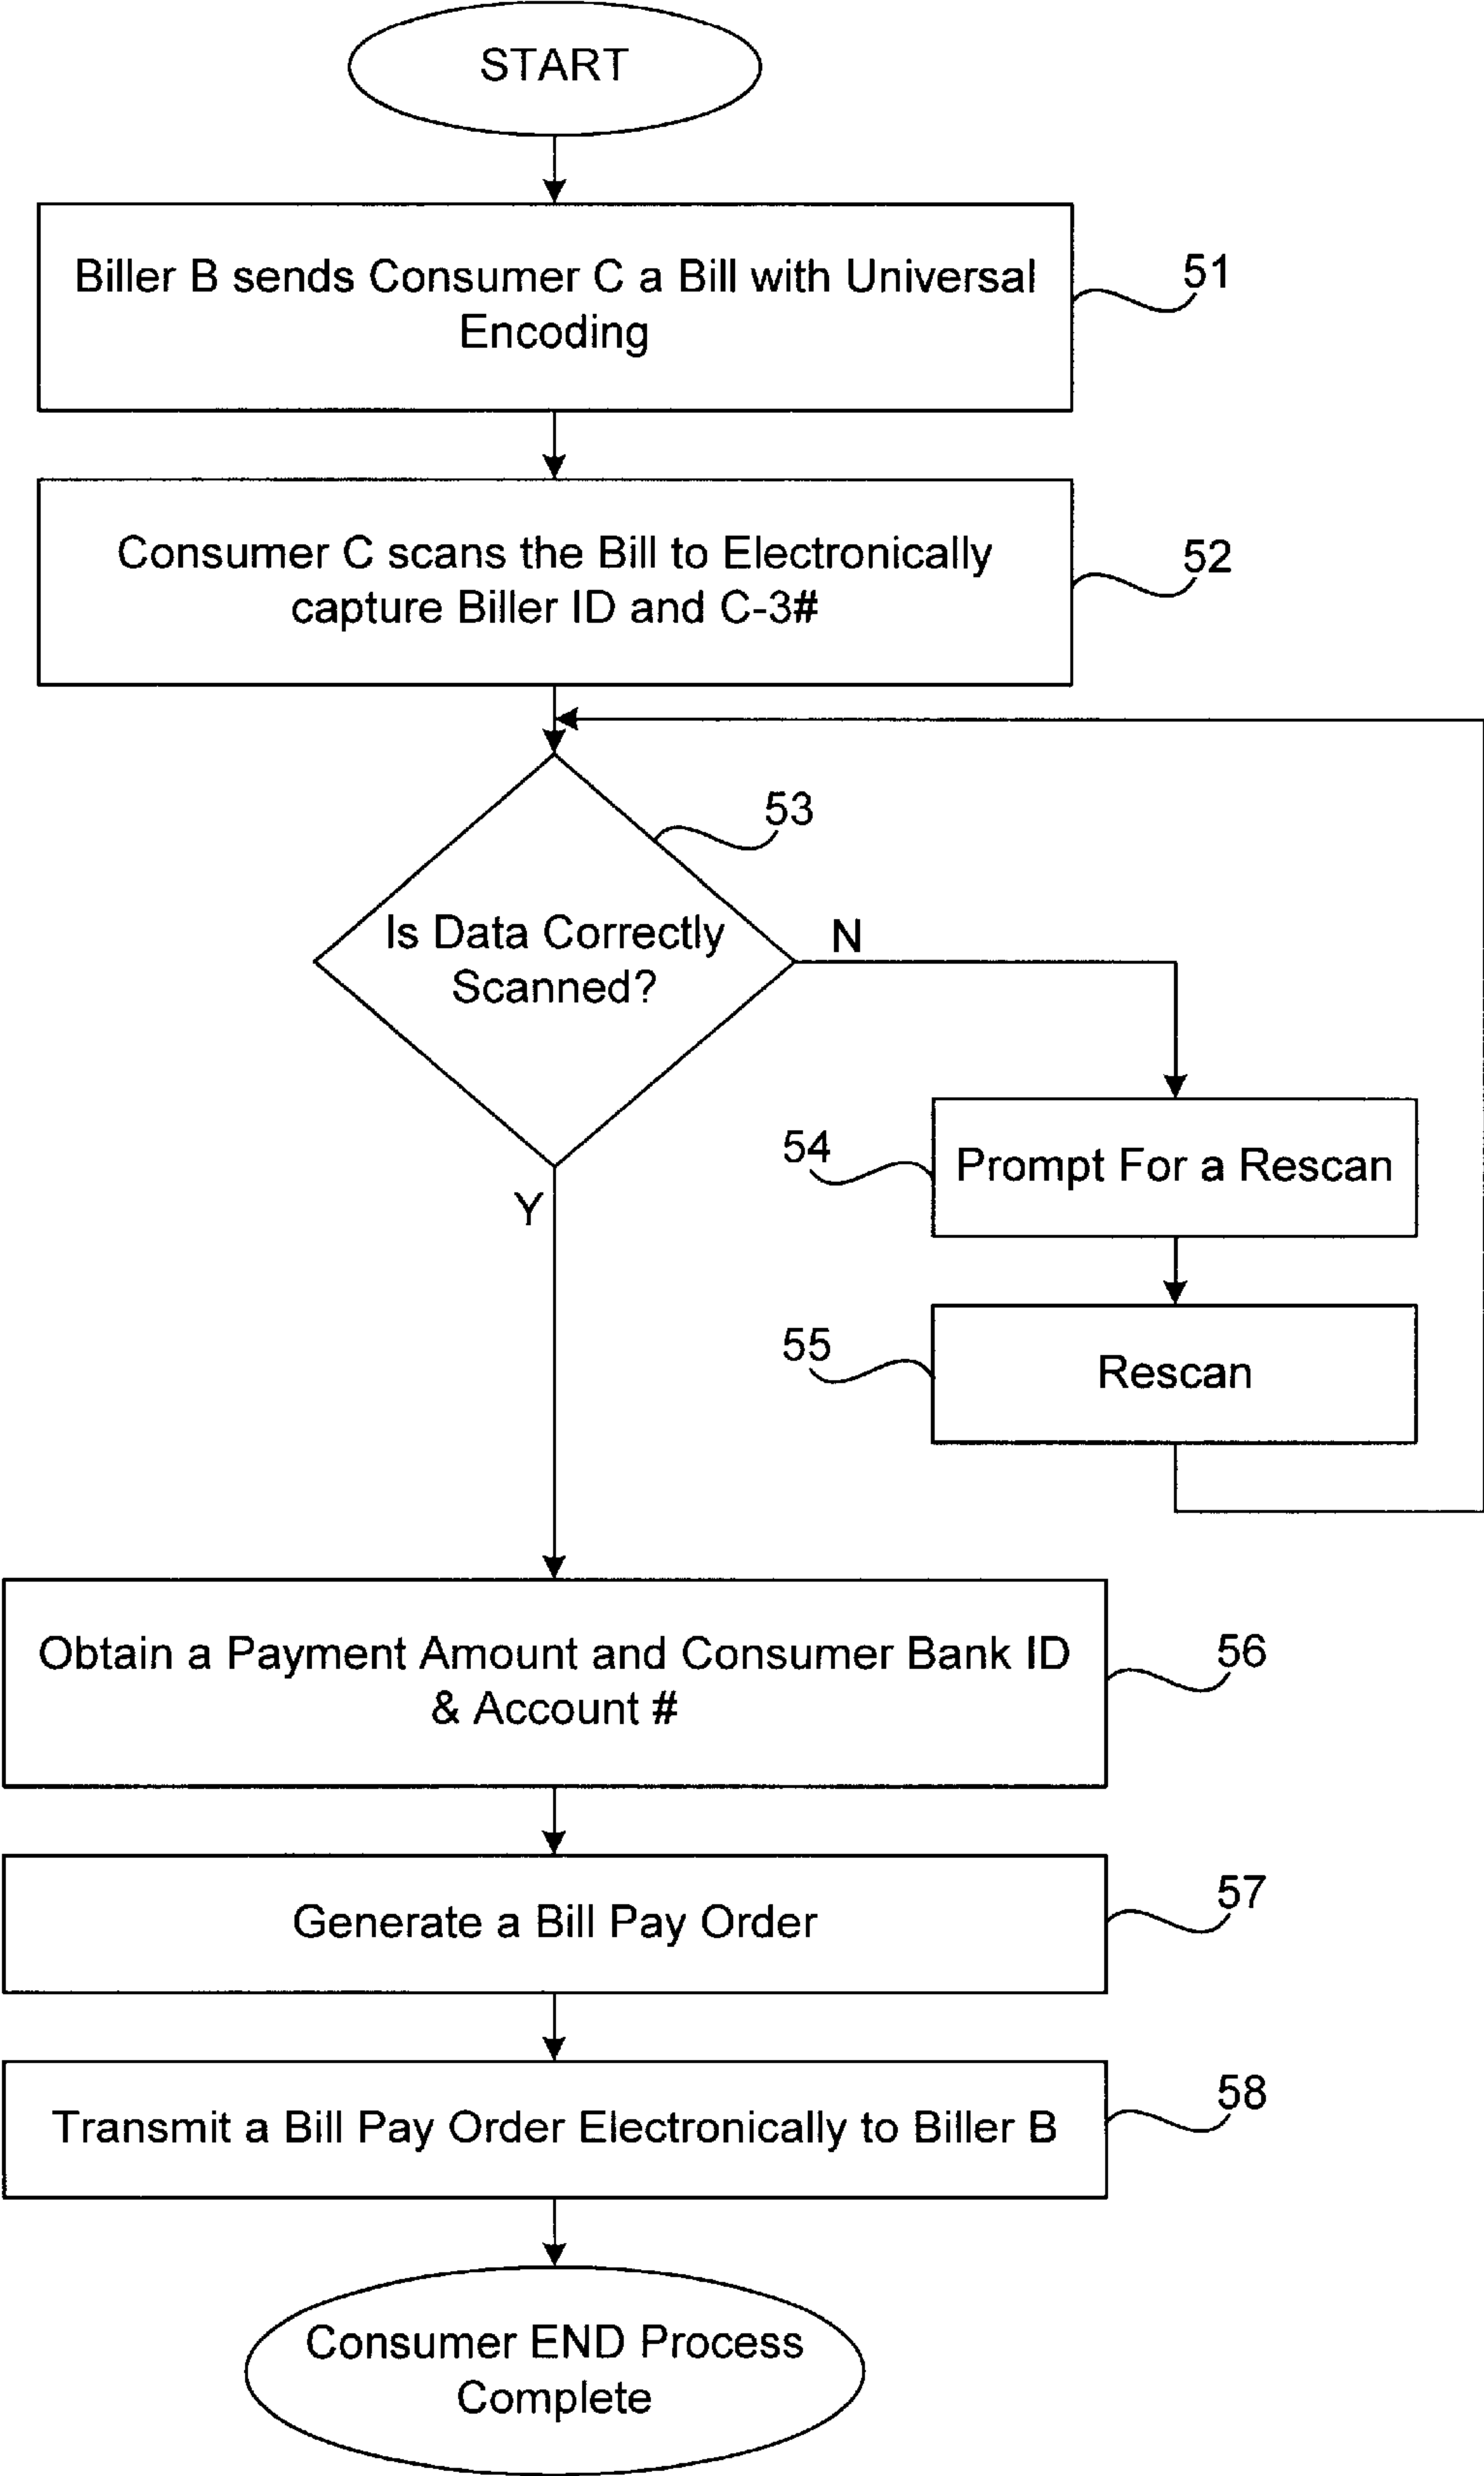 START
Biller B sends Consumer C a Bill with Universal
Encoding
51
Consumer C scans the Bill to Electronically
capture Biller ID and C-3#
52
53
Is Data Correctly
Scanned?
N
54
Prompt For a Rescan
Y
55
Rescan
Obtain a Payment Amount and Consumer Bank ID
& Account #
56
Generate a Bill Pay Order
57
Transmit a Bill Pay Order Electronically to Biller B
58
Consumer END Process
Complete